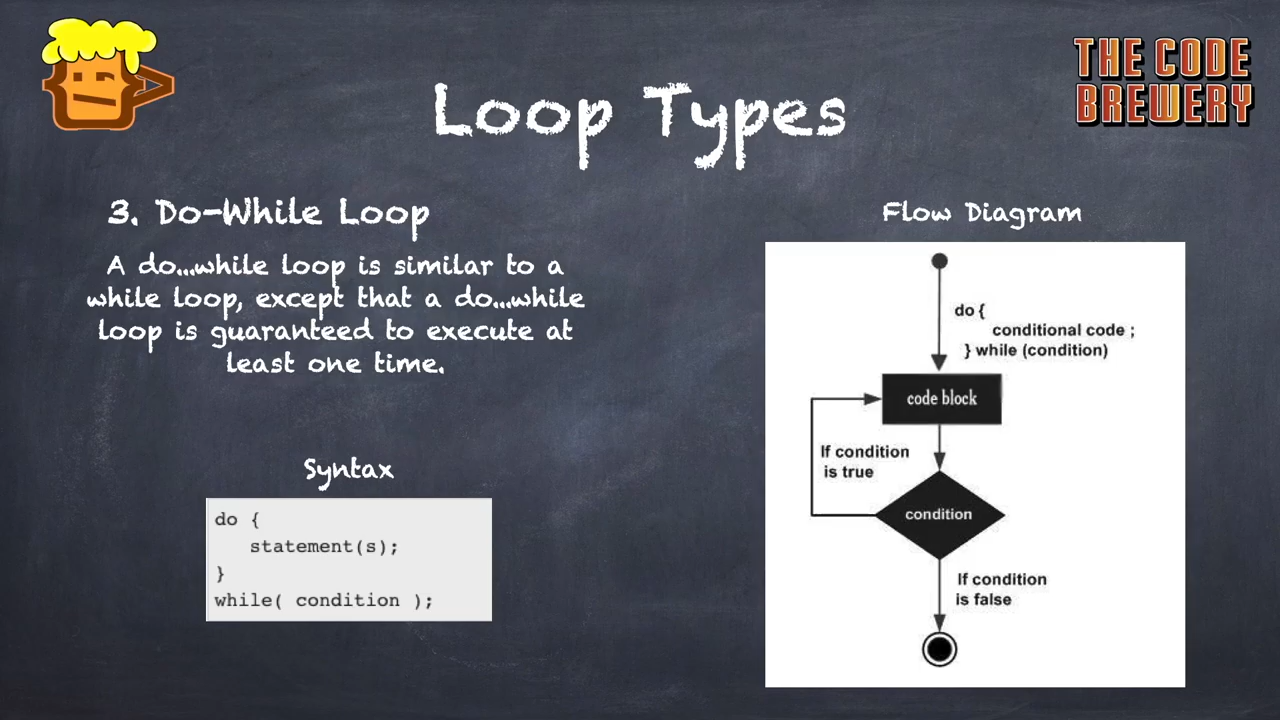 THE CODE
BREWERY
Loop Types
3. Do-While Loop
A do...while loop is similar to a
while loop, except that a do...while
loop is guaranteed to execute at
least one time.
Syntax
do {
   statement(s);
}
while( condition );
Flow Diagram
do {
conditional code ;
} while (condition)
code block
If condition
is true
condition
If condition
is false